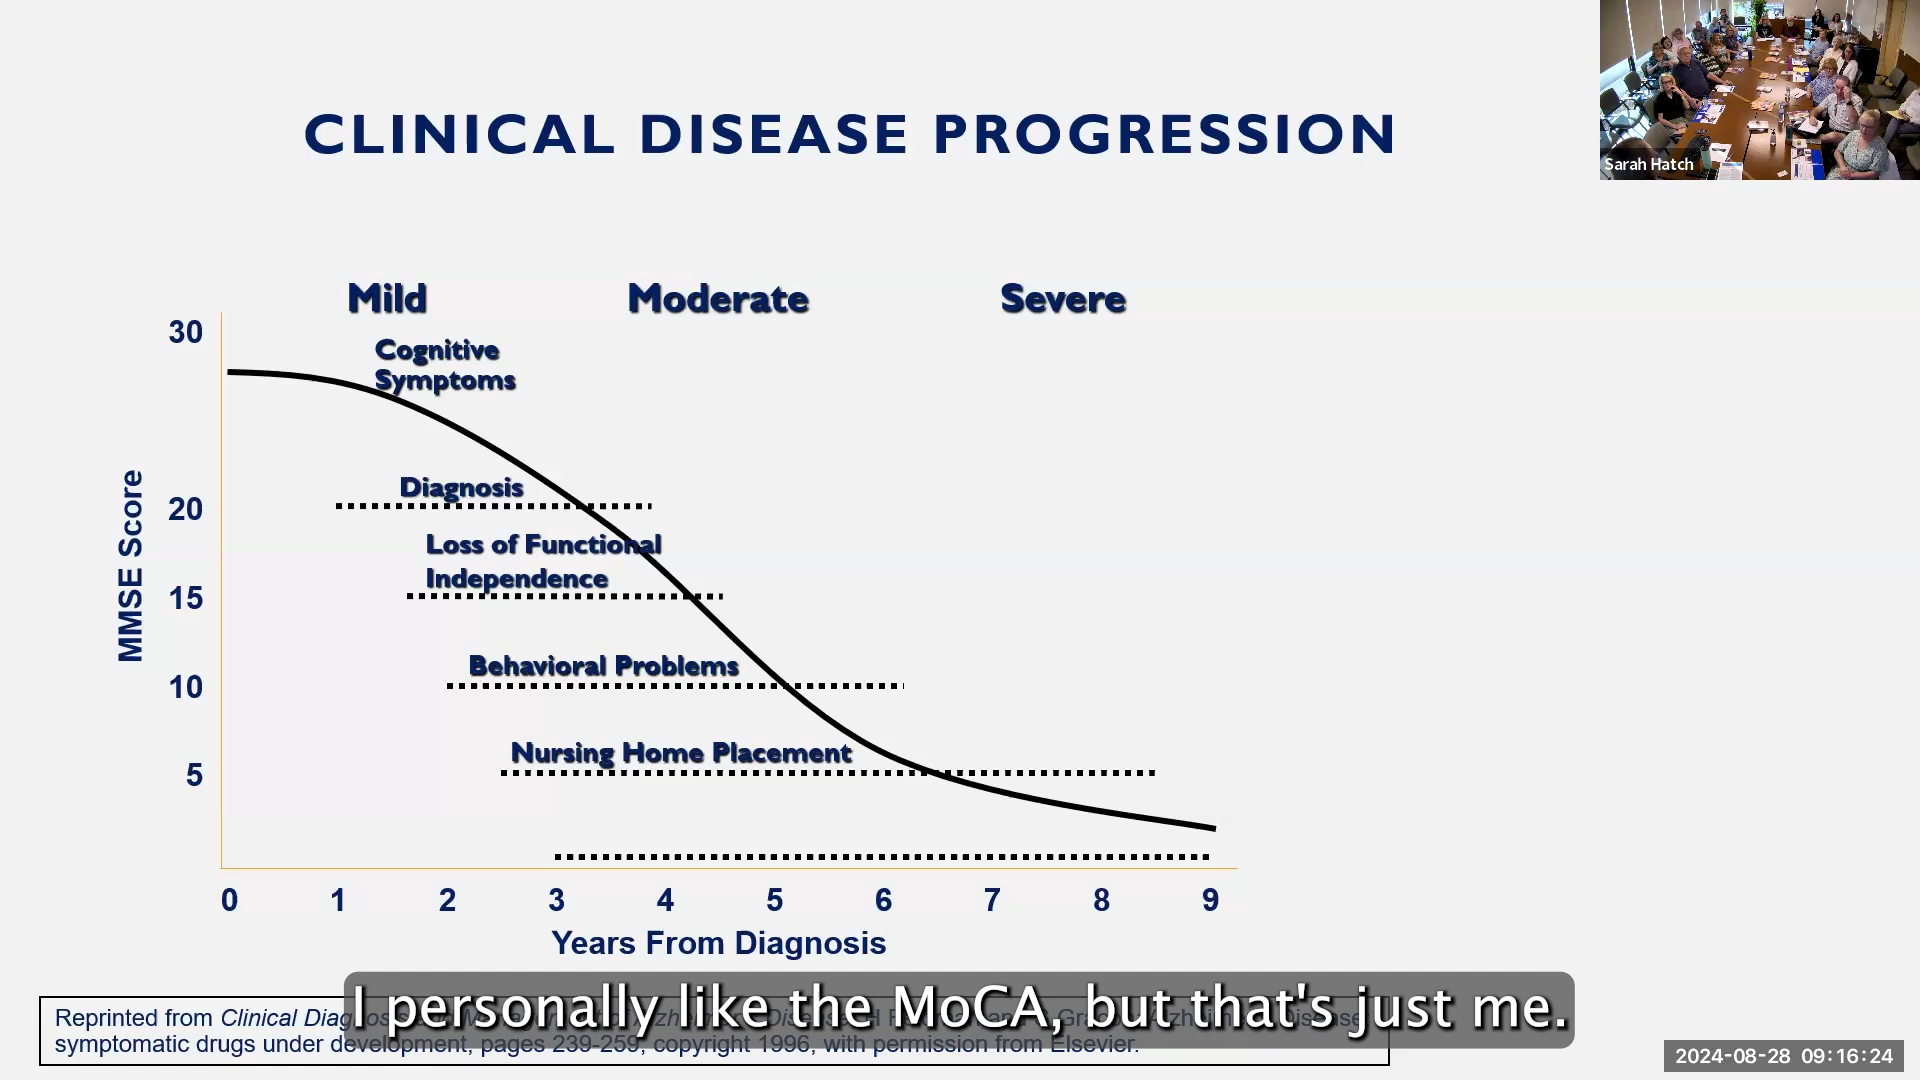 CLINICAL DISEASE PROGRESSION
Sarah Hatch
Mild Moderate Severe
30
Cognitive
Symptoms
Diagnosis
20
Loss of Functional
Independence
15
Behavioral Problems
10
Nursing Home Placement
5
MMSE Score
0 1 2 3 4 5 6 7 8 9
Years From Diagnosis
I personally like the MoCA, but that's just me.
Reprinted from Clinical
symptomatic drugs under development, pages 239-259, copyright 1996, with permission from Elsevier.
2024-08-28 09:16:24